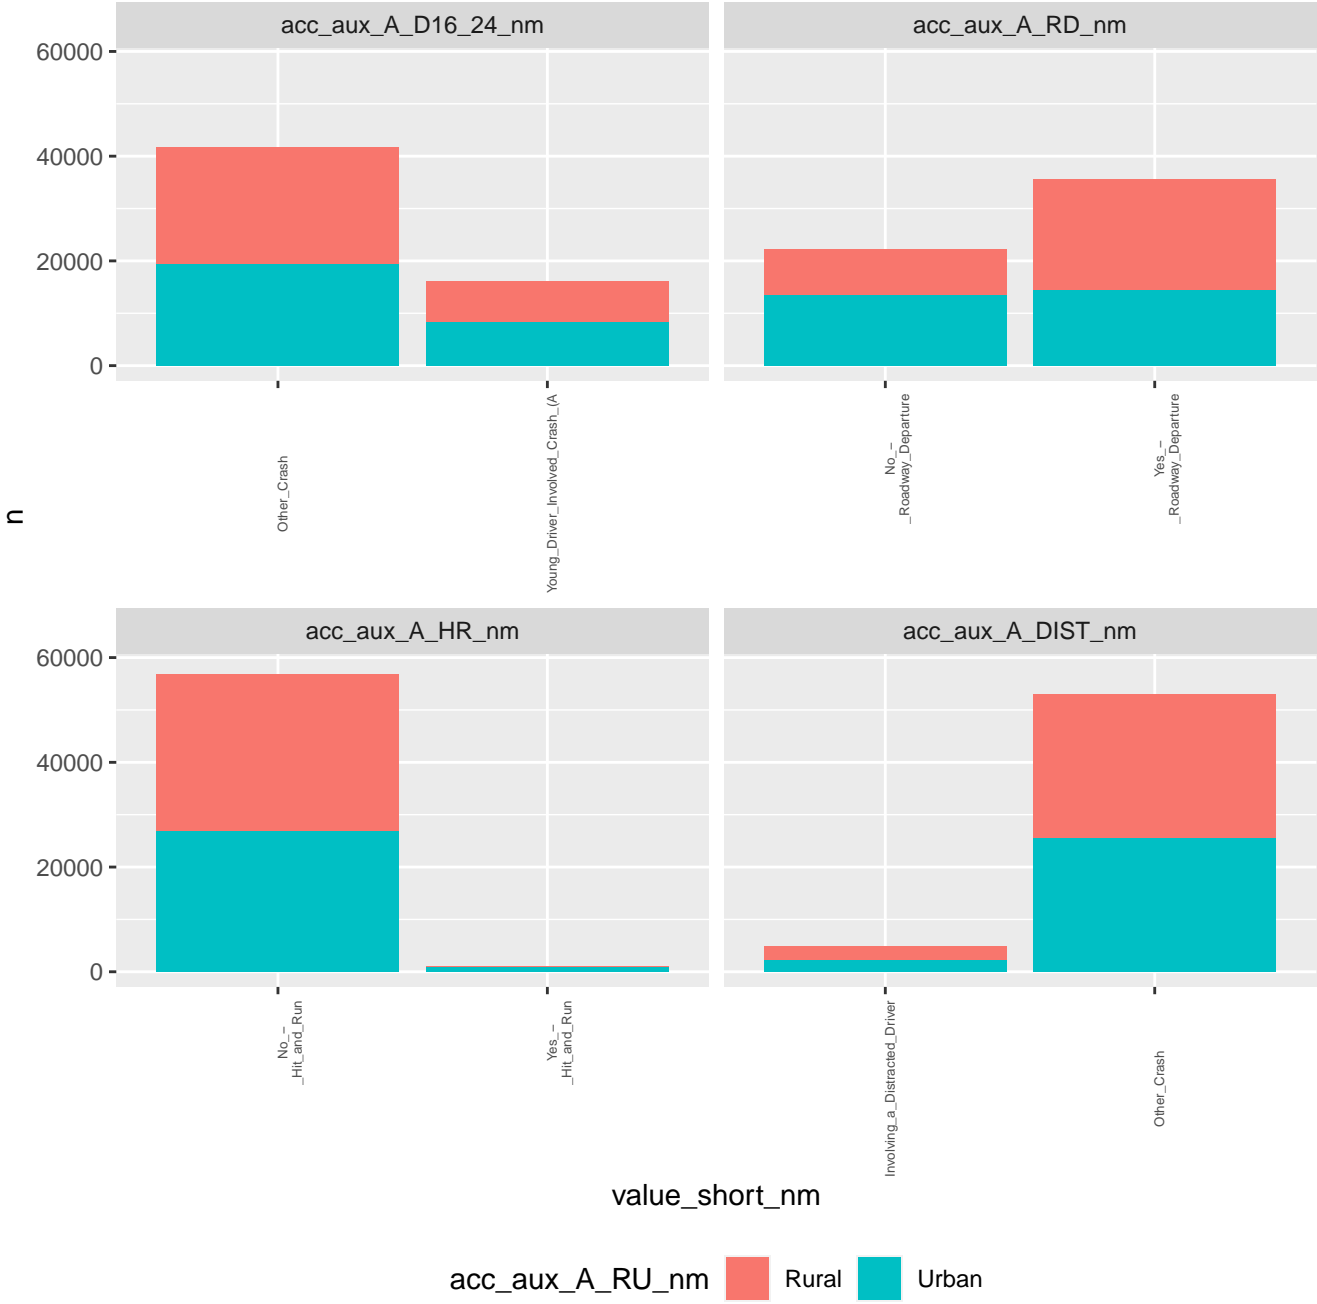 acc_aux_A_D16_24_nm
acc_aux_A_RD_nm
60000
40000
20000
0
Other_Crash
Young_Driver_Involved_Crash_(A
No_–
_Roadway_Departure
Yes_–
_Roadway_Departure
n
acc_aux_A_HR_nm
acc_aux_A_DIST_nm
60000
40000
20000
0
No_–
_Hit_and_Run
Yes_–
_Hit_and_Run
Involving_a_Distracted_Driver
Other_Crash
value_short_nm
acc_aux_A_RU_nm Rural Urban